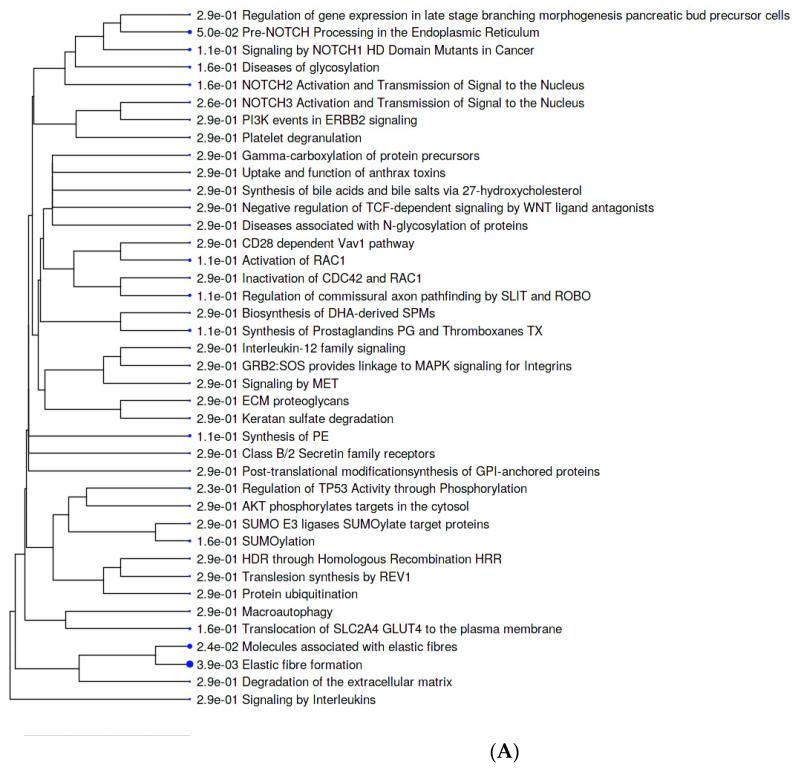 2.9e-01 Regulation of gene expression in late stage branching morphogenesis pancreatic bud precursor cells
5.0e-02 Pre-NOTCH Processing in the Endoplasmic Reticulum
1.1e-01 Signaling by NOTCH1 HD Domain Mutants in Cancer
1.6e-01 Diseases of glycosylation
1.6e-01 NOTCH2 Activation and Transmission of Signal to the Nucleus
2.6e-01 NOTCH3 Activation and Transmission of Signal to the Nucleus
2.9e-01 PI3K events in ERBB2 signaling
2.9e-01 Platelet degranulation
2.9e-01 Gamma-carboxylation of protein precursors
2.9e-01 Uptake and function of anthrax toxins
2.9e-01 Synthesis of bile acids and bile salts via 27-hydroxycholesterol
2.9e-01 Negative regulation of TCF-dependent signaling by WNT ligand antagonists
2.9e-01 Diseases associated with N-glycosylation of proteins
2.9e-01 CD28 dependent Vav1 pathway
1.1e-01 Activation of RAC1
2.9e-01 Inactivation of CDC42 and RAC1
1.1e-01 Regulation of commissural axon pathfinding by SLIT and ROBO
2.9e-01 Biosynthesis of DHA-derived SPMs
1.1e-01 Synthesis of Prostaglandins PG and Thromboxanes TX
2.9e-01 Interleukin-12 family signaling
2.9e-01 GRB2:SOS provides linkage to MAPK signaling for Integrins
2.9e-01 Signaling by MET
2.9e-01 ECM proteoglycans
2.9e-01 Keratan sulfate degradation
1.1e-01 Synthesis of PE
2.9e-01 Class B/2 Secretin family receptors
2.9e-01 Post-translational modificationsynthesis of GPI-anchored proteins
2.3e-01 Regulation of TP53 Activity through Phosphorylation
2.9e-01 AKT phosphorylates targets in the cytosol
2.9e-01 SUMO E3 ligases SUMOylate target proteins
1.6e-01 SUMOylation
2.9e-01 HDR through Homologous Recombination HRR
2.9e-01 Translesion synthesis by REV1
2.9e-01 Protein ubiquitination
2.9e-01 Macroautophagy
1.6e-01 Translocation of SLC2A4 GLUT4 to the plasma membrane
2.4e-02 Molecules associated with elastic fibres
3.9e-03 Elastic fibre formation
2.9e-01 Degradation of the extracellular matrix
2.9e-01 Signaling by Interleukins
(A)